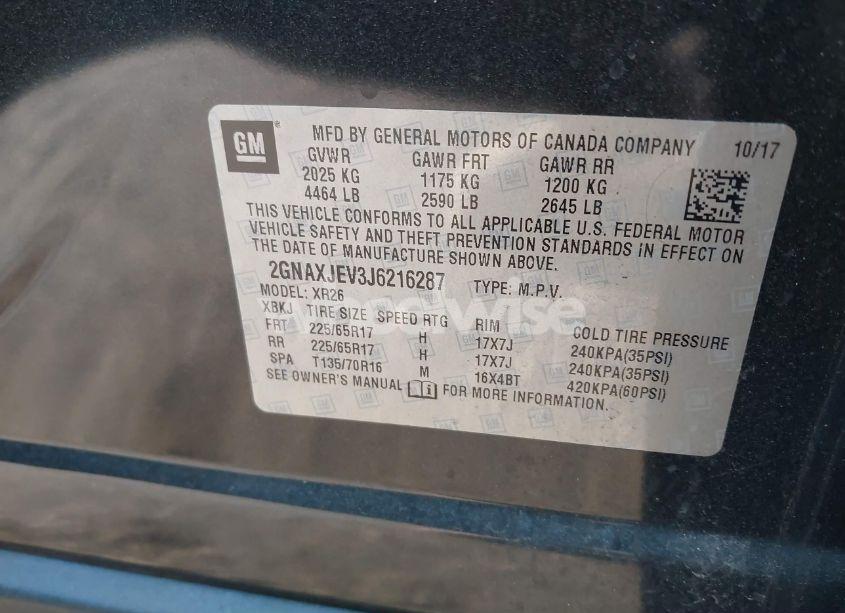 GM
MFD BY GENERAL MOTORS OF CANADA COMPANY 10/17
GVWR GAWR FRT GAWR RR
2025 KG 1175 KG 1200 KG
4464 LB 2590 LB 2645 LB
THIS VEHICLE CONFORMS TO ALL APPLICABLE U.S. FEDERAL MOTOR
VEHICLE SAFETY AND THEFT PREVENTION STANDARDS IN EFFECT ON
THE DATE OF MANUFACTURE SHOWN ABOVE.
2GNAXJEV3J6216287 TYPE: M.P.V.
MODEL: XR26
XBKJ TIRE SIZE SPEED RTG RIM COLD TIRE PRESSURE
FRT 225/65R17 H 17X7J 240KPA(35PSI)
RR 225/65R17 H 17X7J 240KPA(35PSI)
SPA T135/70R16 M 16X4BT 420KPA(60PSI)
SEE OWNER'S MANUAL FOR MORE INFORMATION.